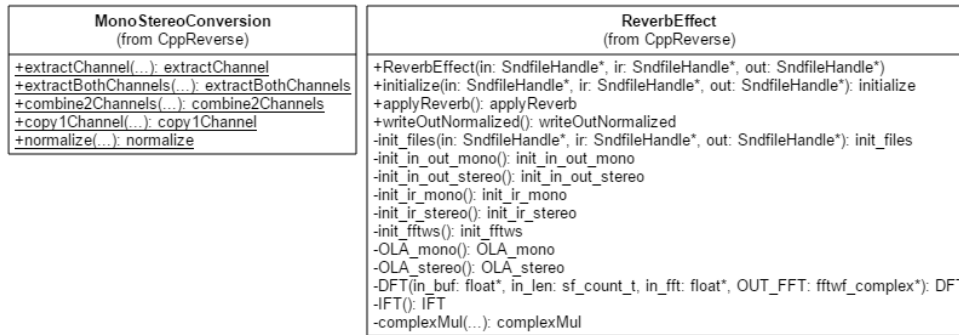 MonoStereoConversion
(from CppReverse)
+extractChannel(...): extractChannel
+extractBothChannels(...): extractBothChannels
+combine2Channels(...): combine2Channels
+copy1Channel(...): copy1Channel
+normalize(...): normalize
ReverbEffect
(from CppReverse)
+ReverbEffect(in: SndfileHandle*, ir: SndfileHandle*, out: SndfileHandle*)
+initialize(in: SndfileHandle*, ir: SndfileHandle*, out: SndfileHandle*): initialize
+applyReverb(): applyReverb
+writeOutNormalized(): writeOutNormalized
-init_files(in: SndfileHandle*, ir: SndfileHandle*, out: SndfileHandle*): init_files
-init_in_out_mono(): init_in_out_mono
-init_in_out_stereo(): init_in_out_stereo
-init_ir_mono(): init_ir_mono
-init_ir_stereo(): init_ir_stereo
-init_fftws(): init_fftws
-OLA_mono(): OLA_mono
-OLA_stereo(): OLA_stereo
-DFT(in_buf: float*, in_len: sf_count_t, in_fft: float*, OUT_FFT: fftwf_complex*): DFT
-IFT(): IFT
-complexMul(...): complexMul